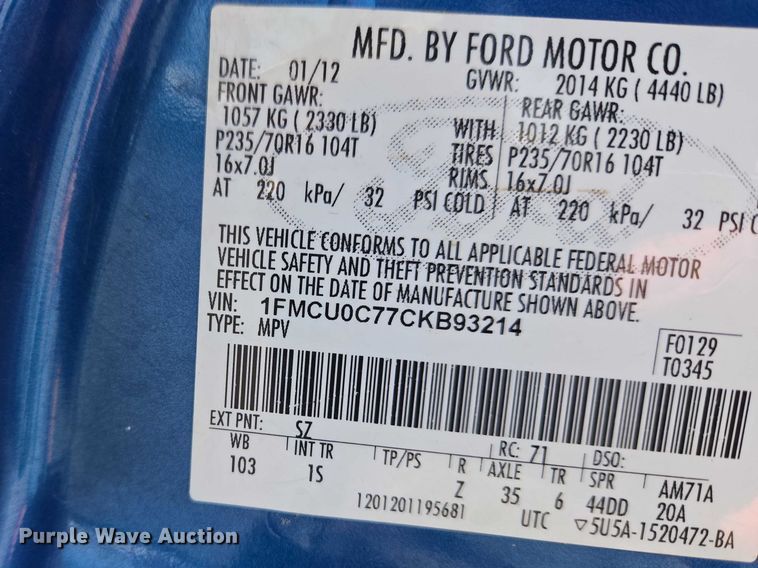 MFD. BY FORD MOTOR CO.
DATE: 01/12 GVWR: 2014 KG ( 4440 LB)
FRONT GAWR: REAR GAWR:
1057 KG ( 2330 LB) WITH 1012 KG ( 2230 LB)
P235/70R16 104T TIRES P235/70R16 104T
16x7.0J RIMS 16x7.0J
AT 220 kPa/ 32 PSI COLD AT 220 kPa/ 32 PSI C
THIS VEHICLE CONFORMS TO ALL APPLICABLE FEDERAL MOTOR
VEHICLE SAFETY AND THEFT PREVENTION STANDARDS IN
EFFECT ON THE DATE OF MANUFACTURE SHOWN ABOVE.
VIN: 1FMCU0C77CKB93214
TYPE: MPV
F0129
T0345
EXT PNT: SZ RC: 71 DSO:
WB INT TR TP/PS R AXLE TR SPR AM71A
103 1S Z 35 6 44DD 20A
1201201195681 UTC ▽5U5A-1520472-BA
Purple Wave Auction